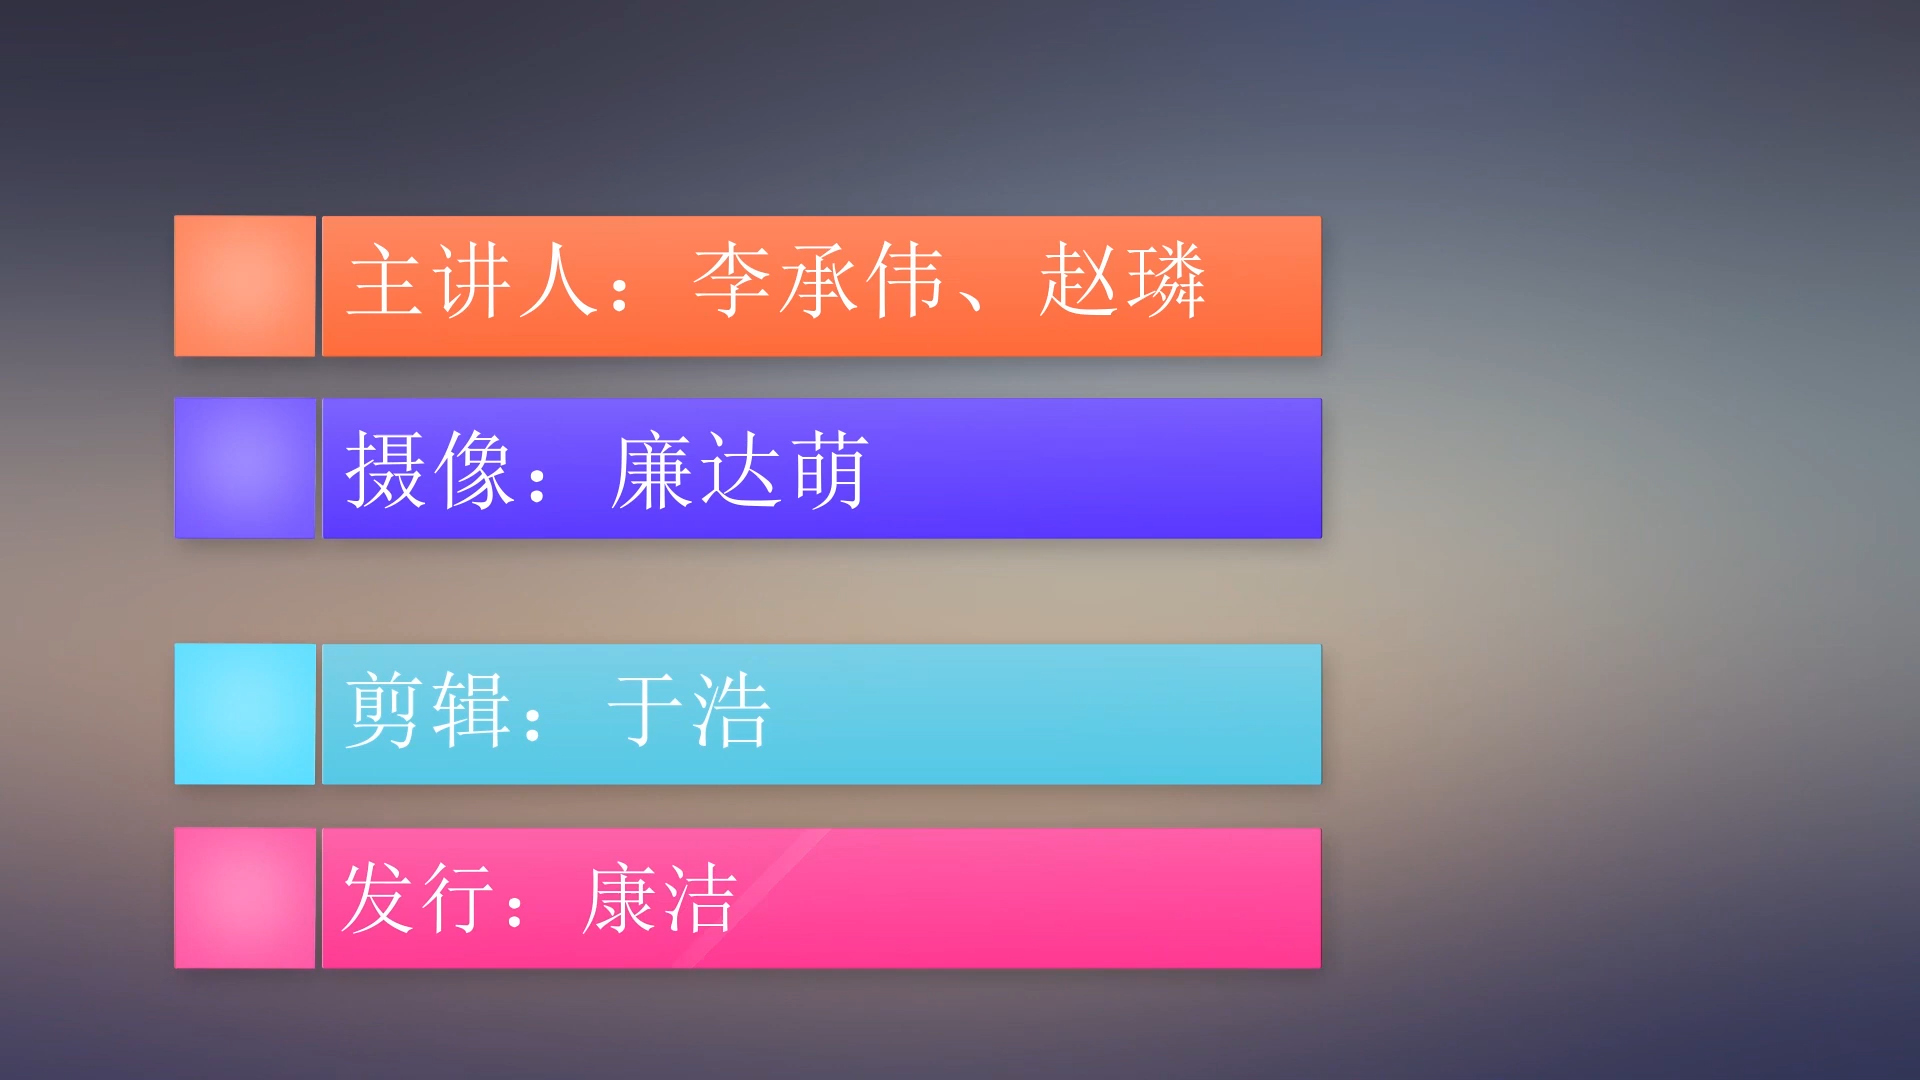 主讲人：李承伟、赵璘
摄像：廉达萌
剪辑：于浩
发行：康洁